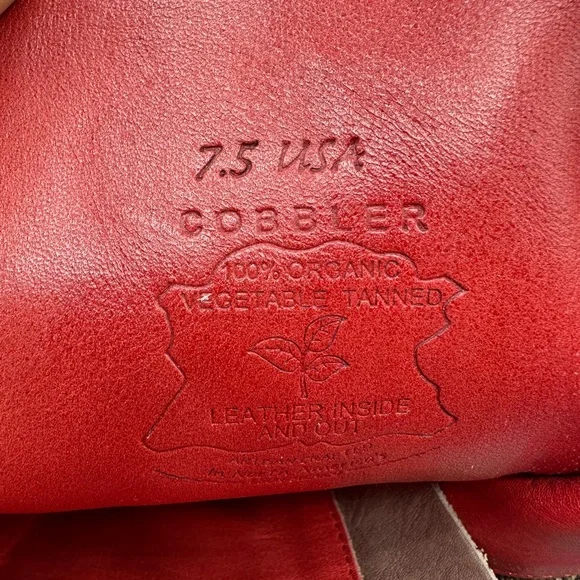 7.5 USA
COBBLER
100% ORGANIC
VEGETABLE TANNED
LEATHER INSIDE
AND OUT